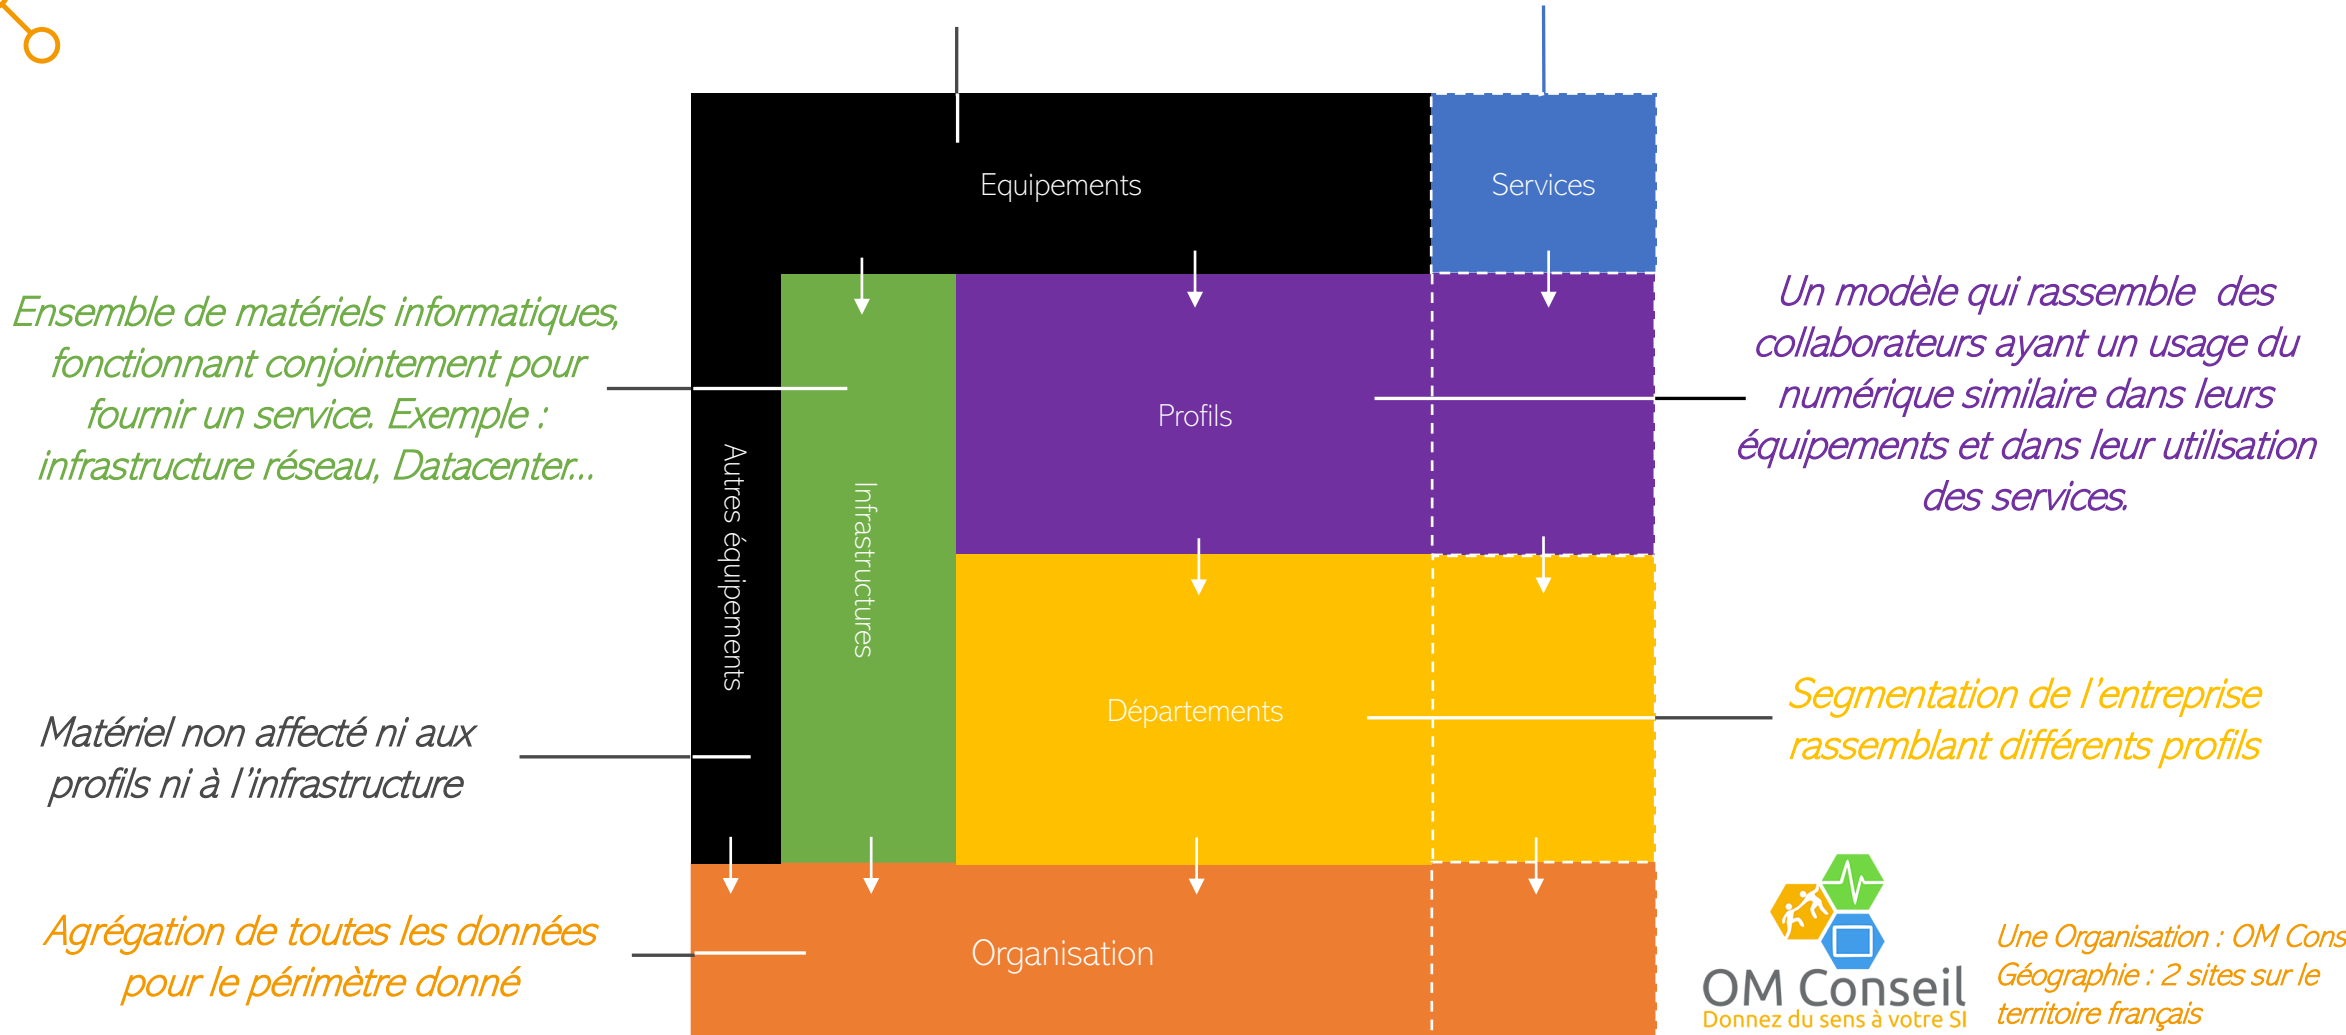 Equipements
Services
Ensemble de matériels informatiques,
fonctionnant conjointement pour
fournir un service. Exemple :
infrastructure réseau, Datacenter...
Autres équipements
Infrastructures
Profils
Un modèle qui rassemble des
collaborateurs ayant un usage du
numérique similaire dans leurs
équipements et dans leur utilisation
des services.
Matériel non affecté ni aux
profils ni à l'infrastructure
Départements
Segmentation de l'entreprise
rassemblant différents profils
Agrégation de toutes les données
pour le périmètre donné
Organisation
OM Conseil
Donnez du sens à votre SI
Une Organisation : OM Cons
Géographie : 2 sites sur le
territoire français